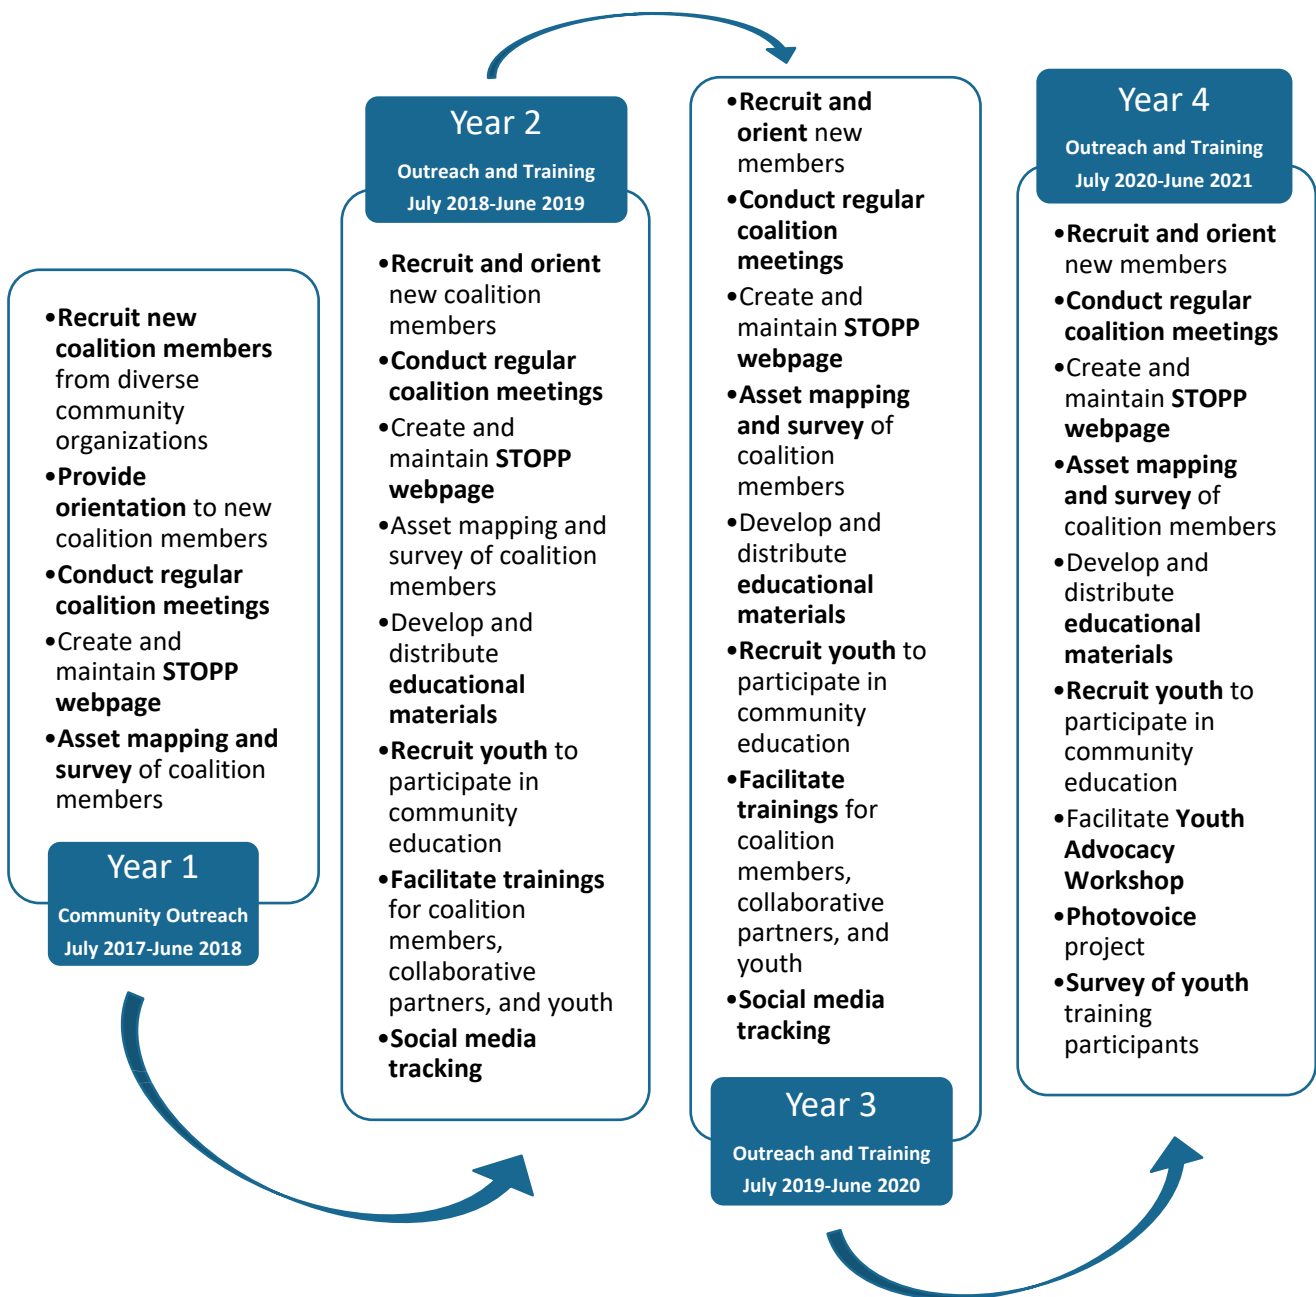 •Recruit new
coalition members
from diverse
community
organizations
•Provide
orientation to new
coalition members
•Conduct regular
coalition meetings
•Create and
maintain STOPP
webpage
•Asset mapping and
survey of coalition
members
Year 1
Community Outreach
July 2017-June 2018
Year 2
Outreach and Training
July 2018-June 2019
•Recruit and orient
new coalition
members
•Conduct regular
coalition meetings
•Create and
maintain STOPP
webpage
•Asset mapping and
survey of coalition
members
•Develop and
distribute
educational
materials
•Recruit youth to
participate in
community
education
•Facilitate trainings
for coalition
members,
collaborative
partners, and youth
•Social media
tracking
•Recruit and
orient new
members
•Conduct regular
coalition
meetings
•Create and
maintain STOPP
webpage
•Asset mapping
and survey of
coalition
members
•Develop and
distribute
educational
materials
•Recruit youth to
participate in
community
education
•Facilitate
trainings for
coalition
members,
collaborative
partners, and
youth
•Social media
tracking
Year 3
Outreach and Training
July 2019-June 2020
Year 4
Outreach and Training
July 2020-June 2021
•Recruit and orient
new members
•Conduct regular
coalition meetings
•Create and
maintain STOPP
webpage
•Asset mapping
and survey of
coalition members
•Develop and
distribute
educational
materials
•Recruit youth to
participate in
community
education
•Facilitate Youth
Advocacy
Workshop
•Photovoice
project
•Survey of youth
training
participants